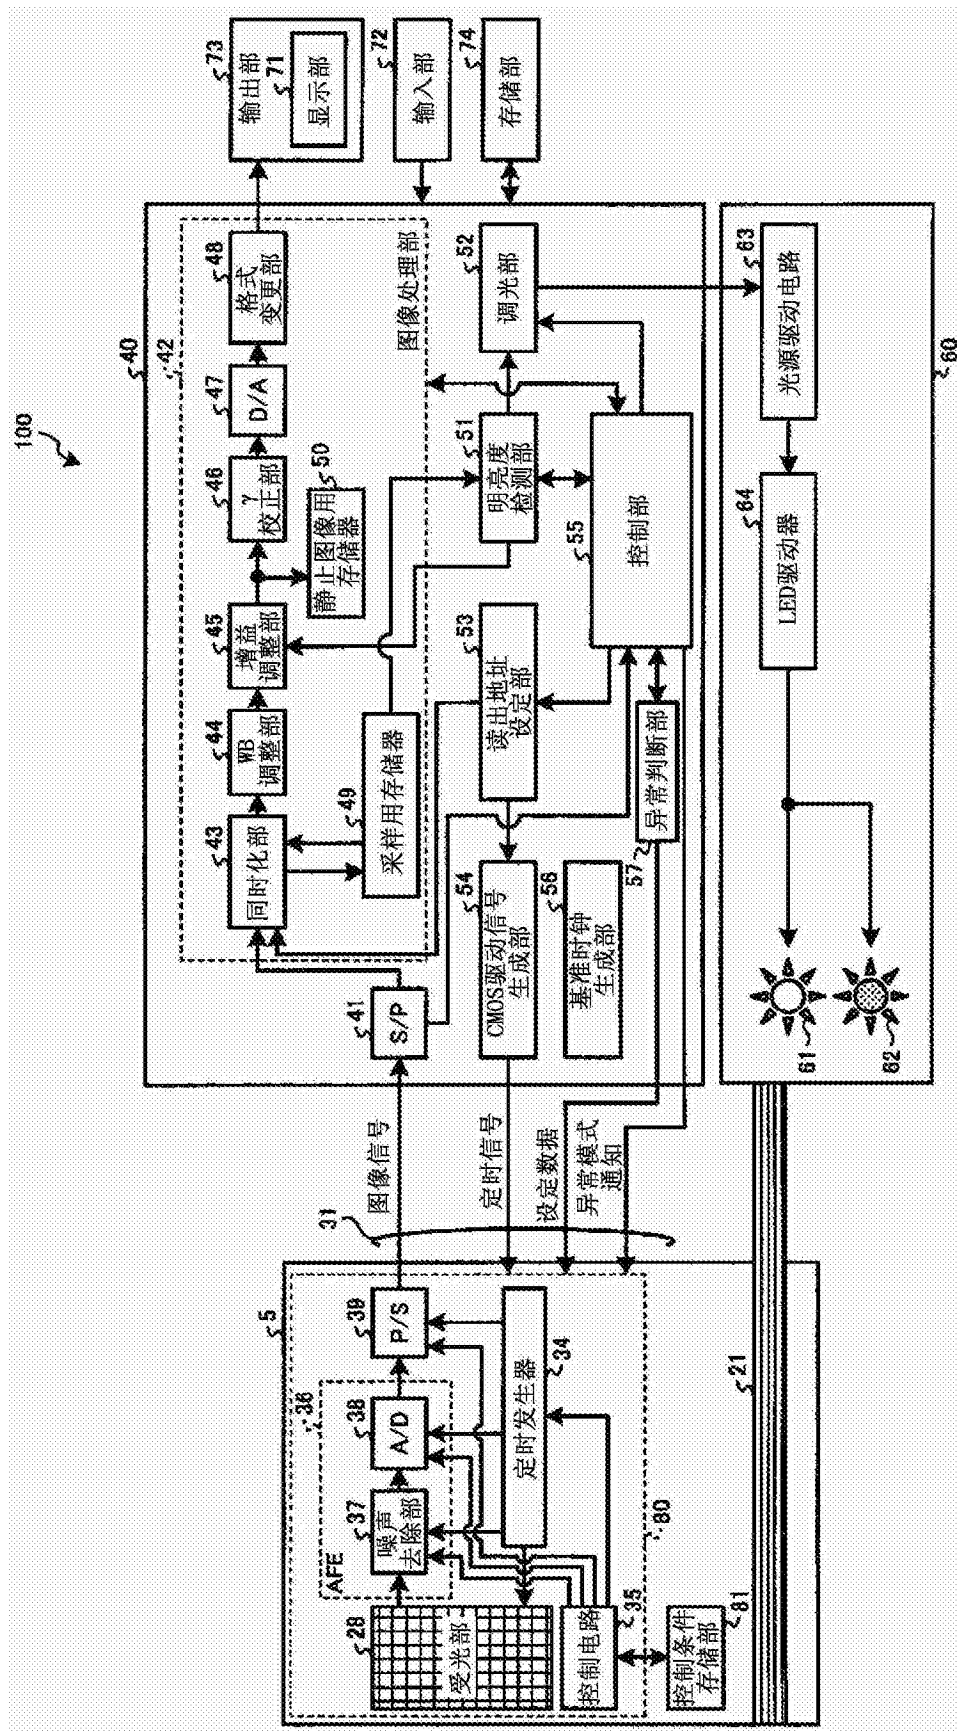 100
40
42
48
格式
变更部
47
D/A
46
γ
校正部
50
静止图像用
存储器
45
增益
调整部
44
WB
调整部
43
同时化部
49
采样用存储器
图像处理部
41
S/P
52
调光部
51
明亮度
检测部
53
读出地址
设定部
54
CMOS驱动信号
生成部
55
控制部
56
基准时钟
生成部
57
异常判断部
73
输出部
71
显示部
72
输入部
74
存储部
60
63
光源驱动电路
64
LED驱动器
61
62
图像信号
定时信号
设定数据
异常模式
通知
31
5
36
39
P/S
38
A/D
37
噪声
去除部
AFE
28
受光部
34
定时发生器
35
控制电路
80
81
控制条件
存储部
21